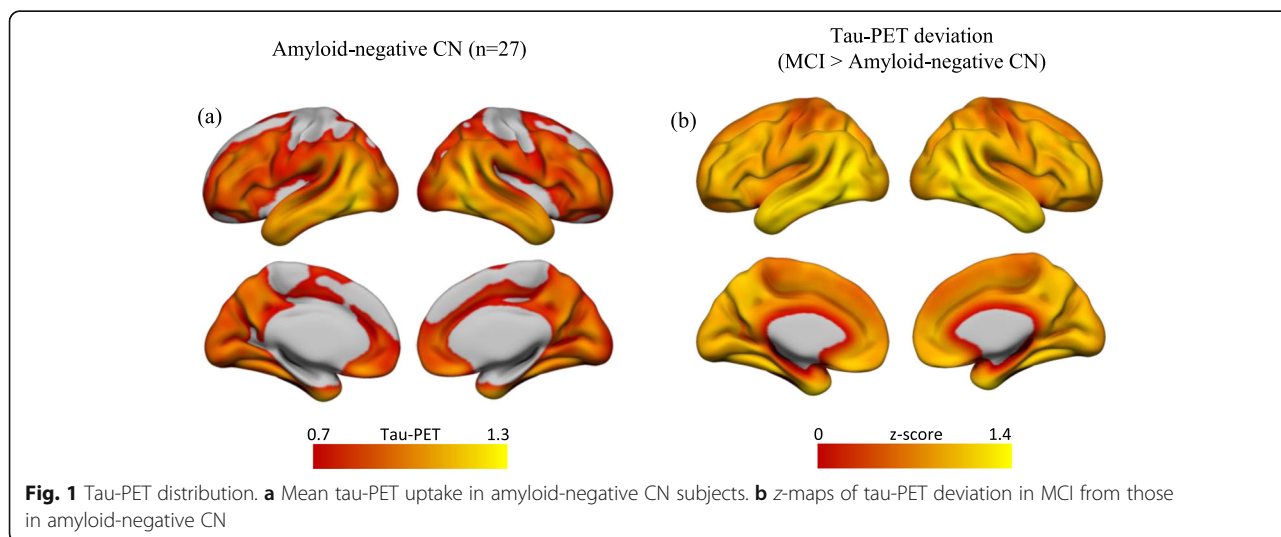 Amyloid-negative CN (n=27)
Tau-PET deviation
(MCI > Amyloid-negative CN)
(a)
(b)
0.7 Tau-PET 1.3
0 z-score 1.4
Fig. 1 Tau-PET distribution. a Mean tau-PET uptake in amyloid-negative CN subjects. b z-maps of tau-PET deviation in MCI from those
in amyloid-negative CN